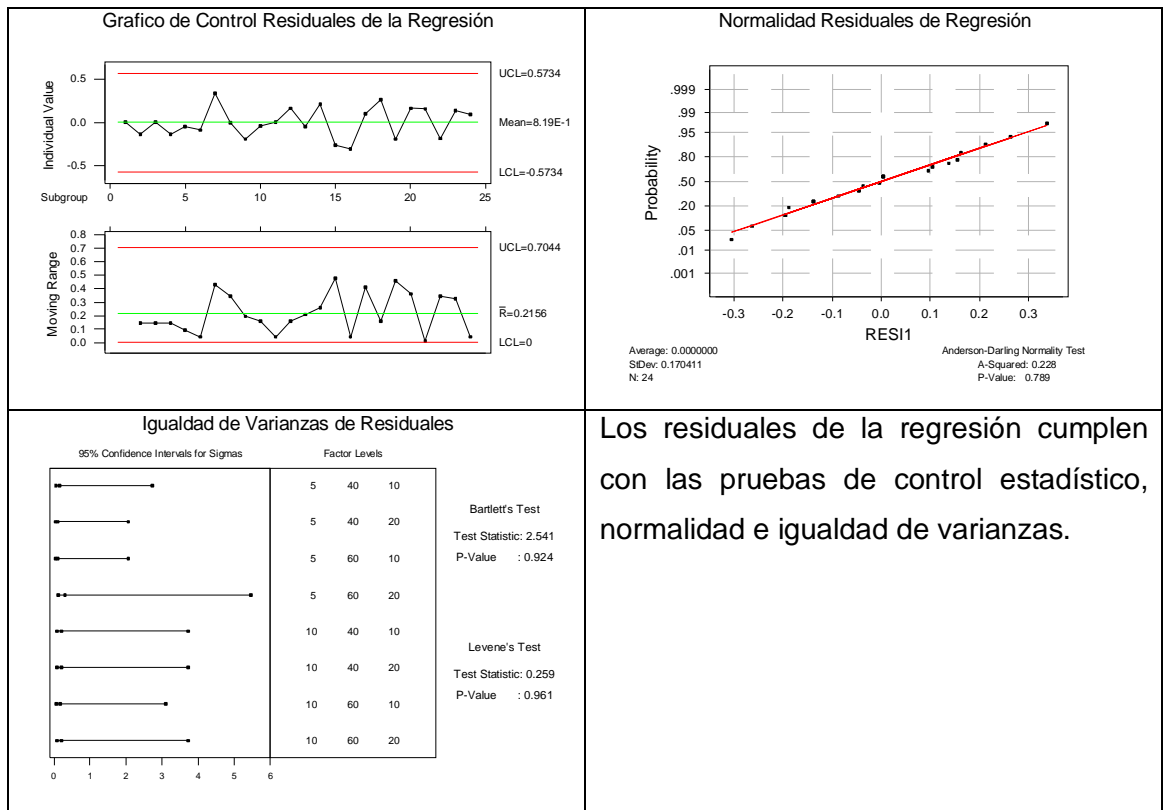 Grafico de Control Residuales de la Regresión
Individual Value
0.5
0.0
-0.5
UCL=0.5734
Mean=8.19E-1
LCL=-0.5734
Subgroup 0 5 10 15 20 25
Moving Range
0.8
0.7
0.6
0.5
0.4
0.3
0.2
0.1
0.0
UCL=0.7044
R=0.2156
LCL=0
Normalidad Residuales de Regresión
Probability
.999
.99
.95
.80
.50
.20
.05
.01
.001
-0.3 -0.2 -0.1 0.0 0.1 0.2 0.3
RESI1
Average: 0.0000000
StDev: 0.170411
N: 24
Anderson-Darling Normality Test
A-Squared: 0.228
P-Value: 0.789
Igualdad de Varianzas de Residuales
95% Confidence Intervals for Sigmas Factor Levels
5 40 10
5 40 20
5 60 10
5 60 20
10 40 10
10 40 20
10 60 10
10 60 20
0 1 2 3 4 5 6
Bartlett's Test
Test Statistic: 2.541
P-Value : 0.924
Levene's Test
Test Statistic: 0.259
P-Value : 0.961
Los residuales de la regresión cumplen
con las pruebas de control estadístico,
normalidad e igualdad de varianzas.